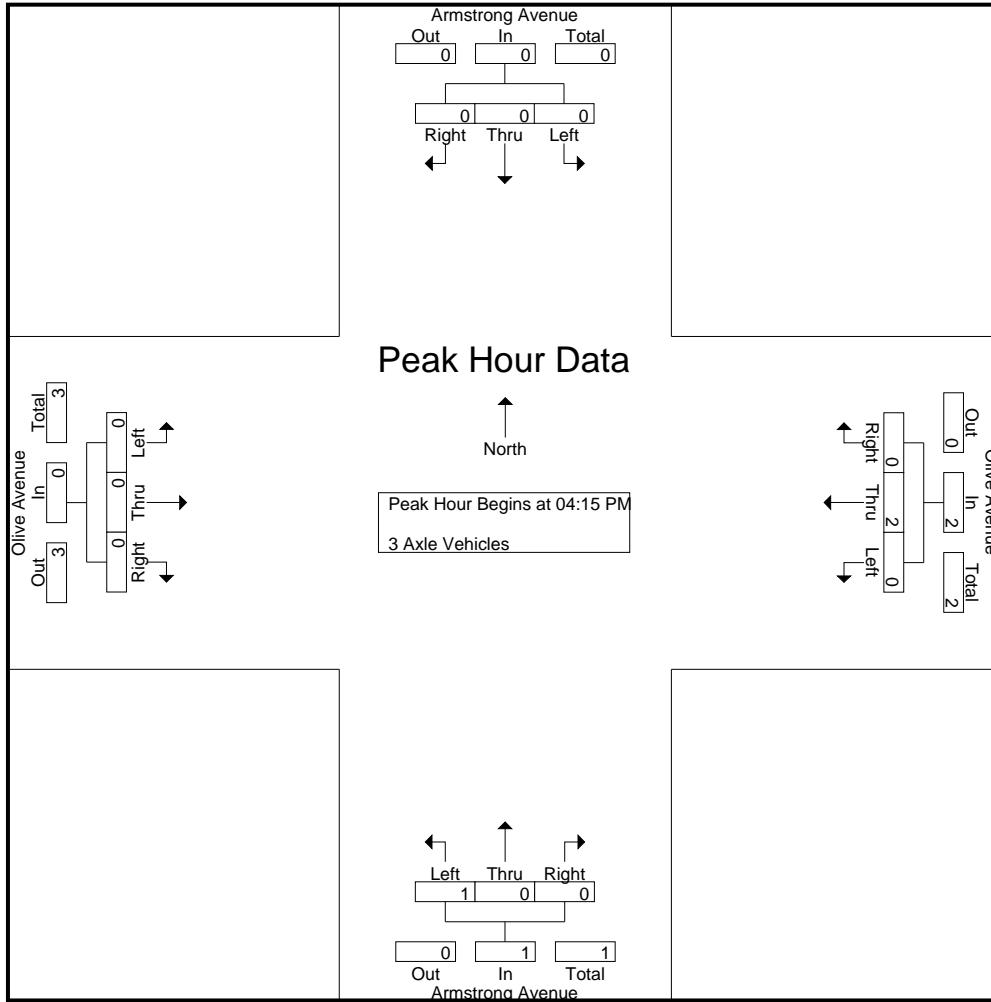 Armstrong Avenue
Out In Total
0 0 0
0 0 0
Right Thru Left
Peak Hour Data
North
Peak Hour Begins at 04:15 PM
3 Axle Vehicles
Olive Avenue
Total In Out
3 0 3
0 0 0
Left Thru Right
Olive Avenue
Out In Total
0 2 2
0 2 0
Right Thru Left
Left Thru Right
1 0 0
0 1 1
Out In Total
Armstrong Avenue